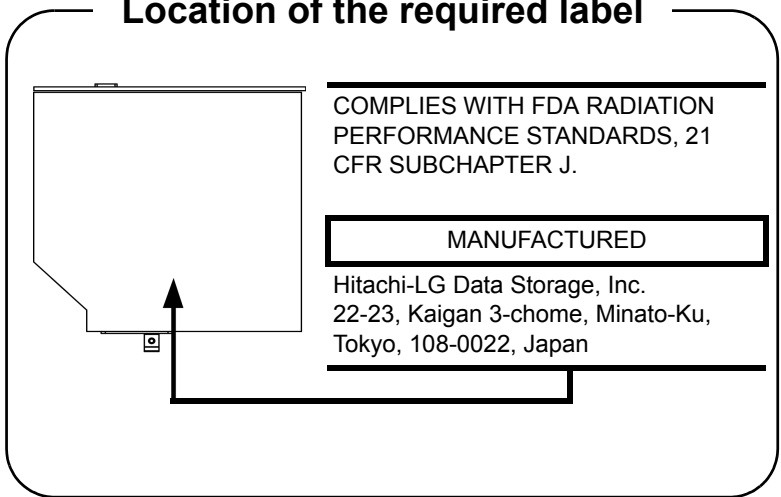 Location of the required label
COMPLIES WITH FDA RADIATION
PERFORMANCE STANDARDS, 21
CFR SUBCHAPTER J.
MANUFACTURED
Hitachi-LG Data Storage, Inc.
22-23, Kaigan 3-chome, Minato-Ku,
Tokyo, 108-0022, Japan